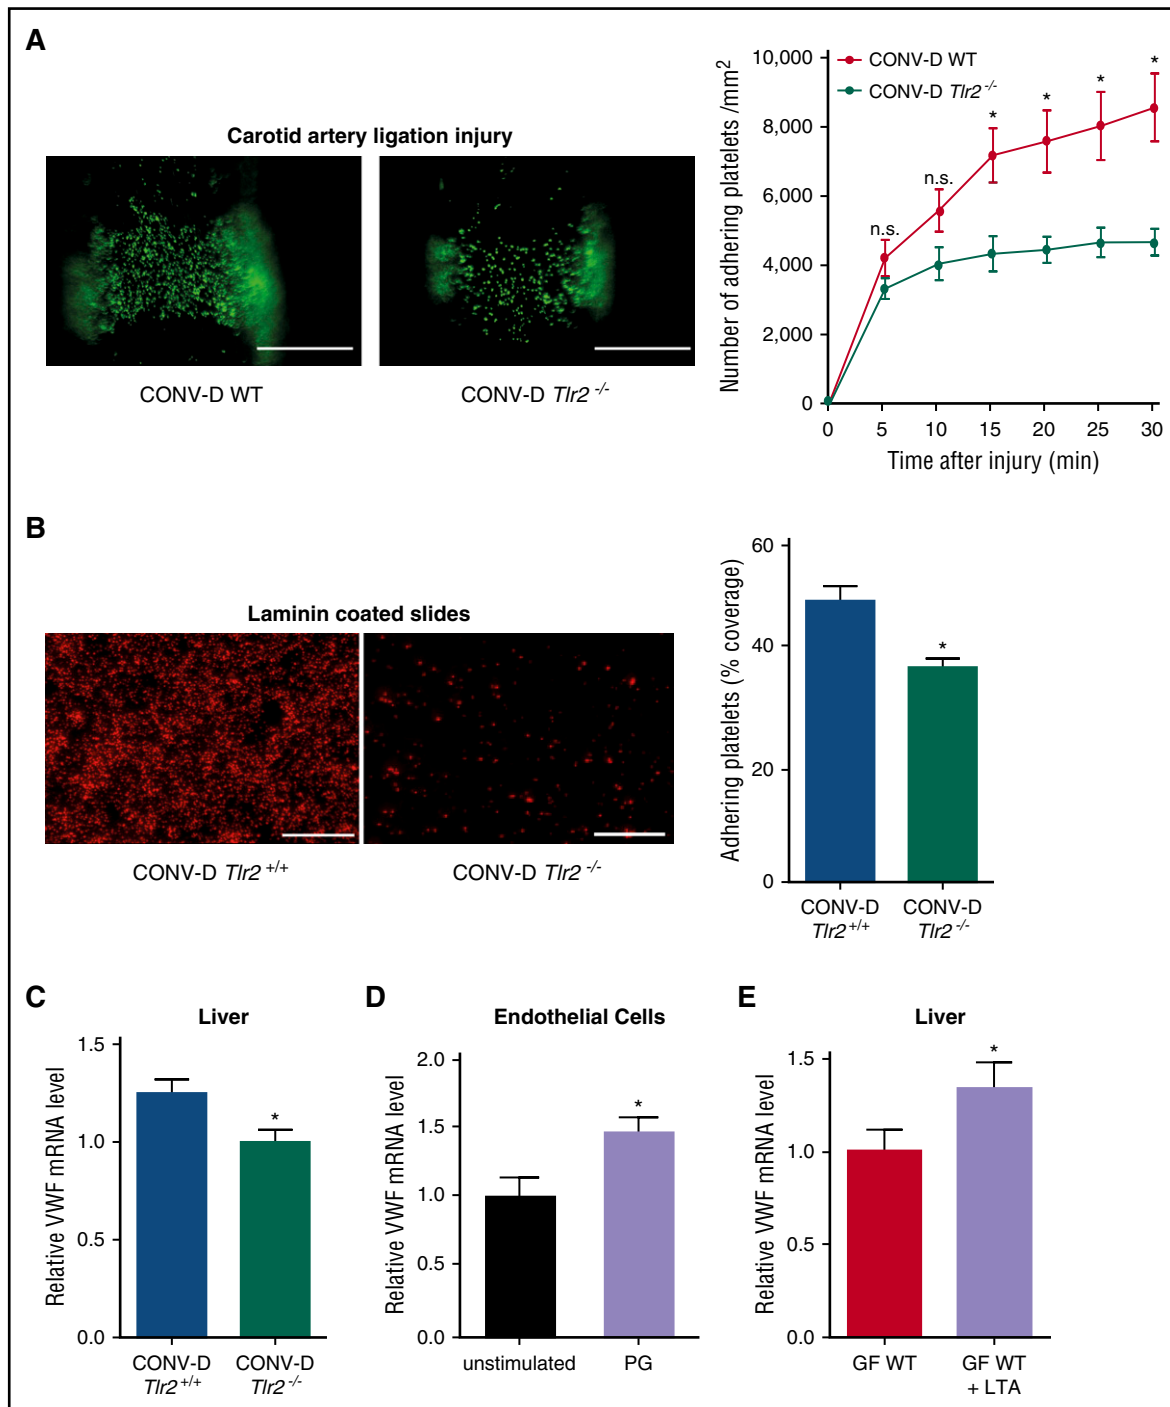 A
Carotid artery ligation injury
CONV-D WT
CONV-D Tlr2 -/-
Number of adhering platelets /mm2
10,000
8,000
6,000
4,000
2,000
0
CONV-D WT
CONV-D Tlr2 -/-
n.s.
n.s.
*
*
*
*
0 5 10 15 20 25 30
Time after injury (min)
B
Laminin coated slides
CONV-D Tlr2 +/+
CONV-D Tlr2 -/-
Adhering platelets (% coverage)
60
40
20
0
*
CONV-D
Tlr2 +/+
CONV-D
Tlr2 -/-
C
Liver
Relative VWF mRNA level
1.5
1.0
0.5
0.0
*
CONV-D
Tlr2 +/+
CONV-D
Tlr2 -/-
D
Endothelial Cells
Relative VWF mRNA level
2.0
1.5
1.0
0.5
0.0
*
unstimulated
PG
E
Liver
Relative VWF mRNA level
1.5
1.0
0.5
0.0
*
GF WT
GF WT
+ LTA